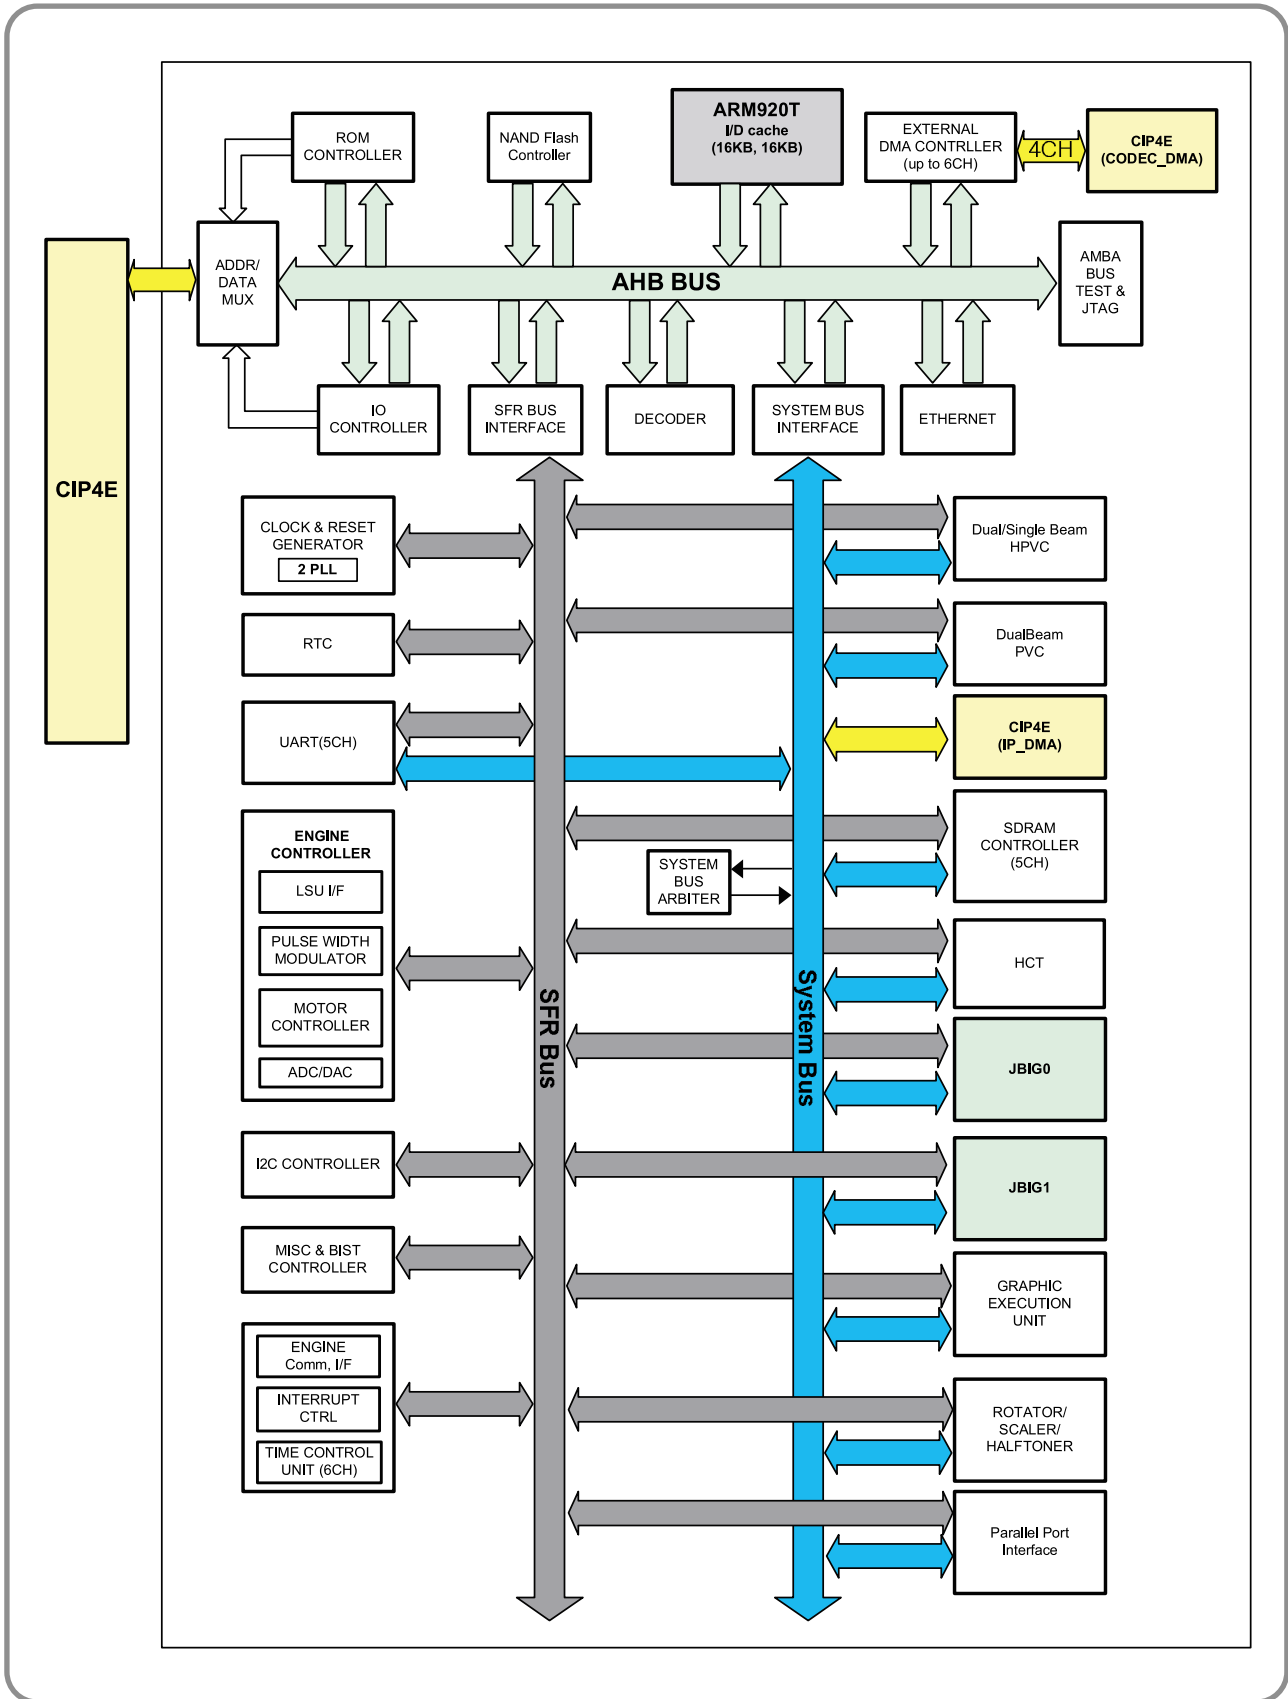 ROM
CONTROLLER
NAND Flash
Controller
ARM920T
I/D cache
(16KB, 16KB)
EXTERNAL
DMA CONTRLLER
(up to 6CH)
4CH
CIP4E
(CODEC_DMA)
ADDR/
DATA
MUX
AHB BUS
AMBA
BUS
TEST &
JTAG
IO
CONTROLLER
SFR BUS
INTERFACE
DECODER
SYSTEM BUS
INTERFACE
ETHERNET
CIP4E
CLOCK & RESET
GENERATOR
2 PLL
Dual/Single Beam
HPVC
RTC
DualBeam
PVC
UART(5CH)
CIP4E
(IP_DMA)
ENGINE
CONTROLLER
LSU I/F
PULSE WIDTH
MODULATOR
MOTOR
CONTROLLER
ADC/DAC
SYSTEM
BUS
ARBITER
SDRAM
CONTROLLER
(5CH)
HCT
SFR Bus
System Bus
JBIG0
I2C CONTROLLER
JBIG1
MISC & BIST
CONTROLLER
GRAPHIC
EXECUTION
UNIT
ENGINE
Comm, I/F
INTERRUPT
CTRL
TIME CONTROL
UNIT (6CH)
ROTATOR/
SCALER/
HALFTONER
Parallel Port
Interface